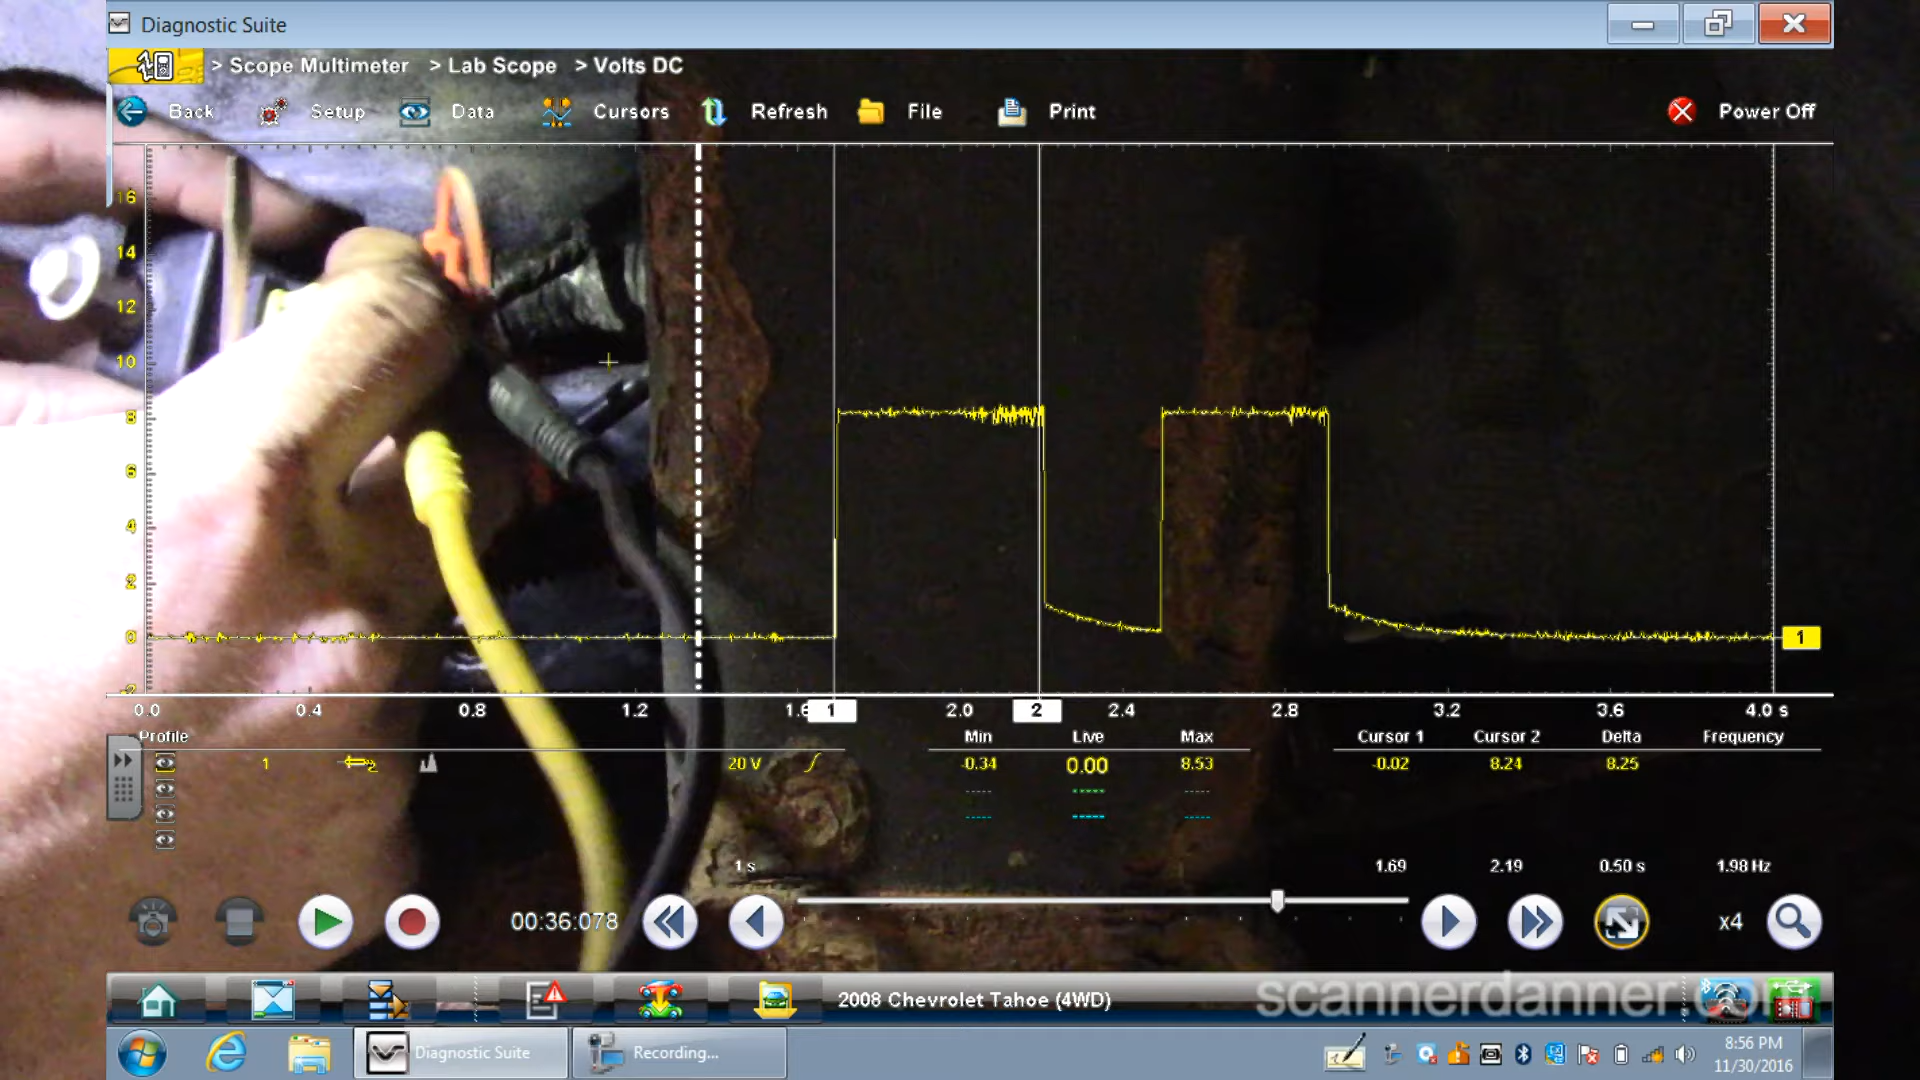 Diagnostic Suite
> Scope Multimeter > Lab Scope > Volts DC
Back Setup Data Cursors Refresh File Print Power Off
16
14
12
10
8
6
4
2
0
-2
1
0.0 0.4 0.8 1.2 1.6 1 2.0 2 2.4 2.8 3.2 3.6 4.0 s
Profile Min Live Max Cursor 1 Cursor 2 Delta Frequency
1 20 V -0.34 0.00 8.53 -0.02 8.24 8.25
1 s 1.69 2.19 0.50 s 1.98 Hz
00:36:078 x4
2008 Chevrolet Tahoe (4WD)
scannerdanner
Diagnostic Suite Recording... 8:56 PM
11/30/2016